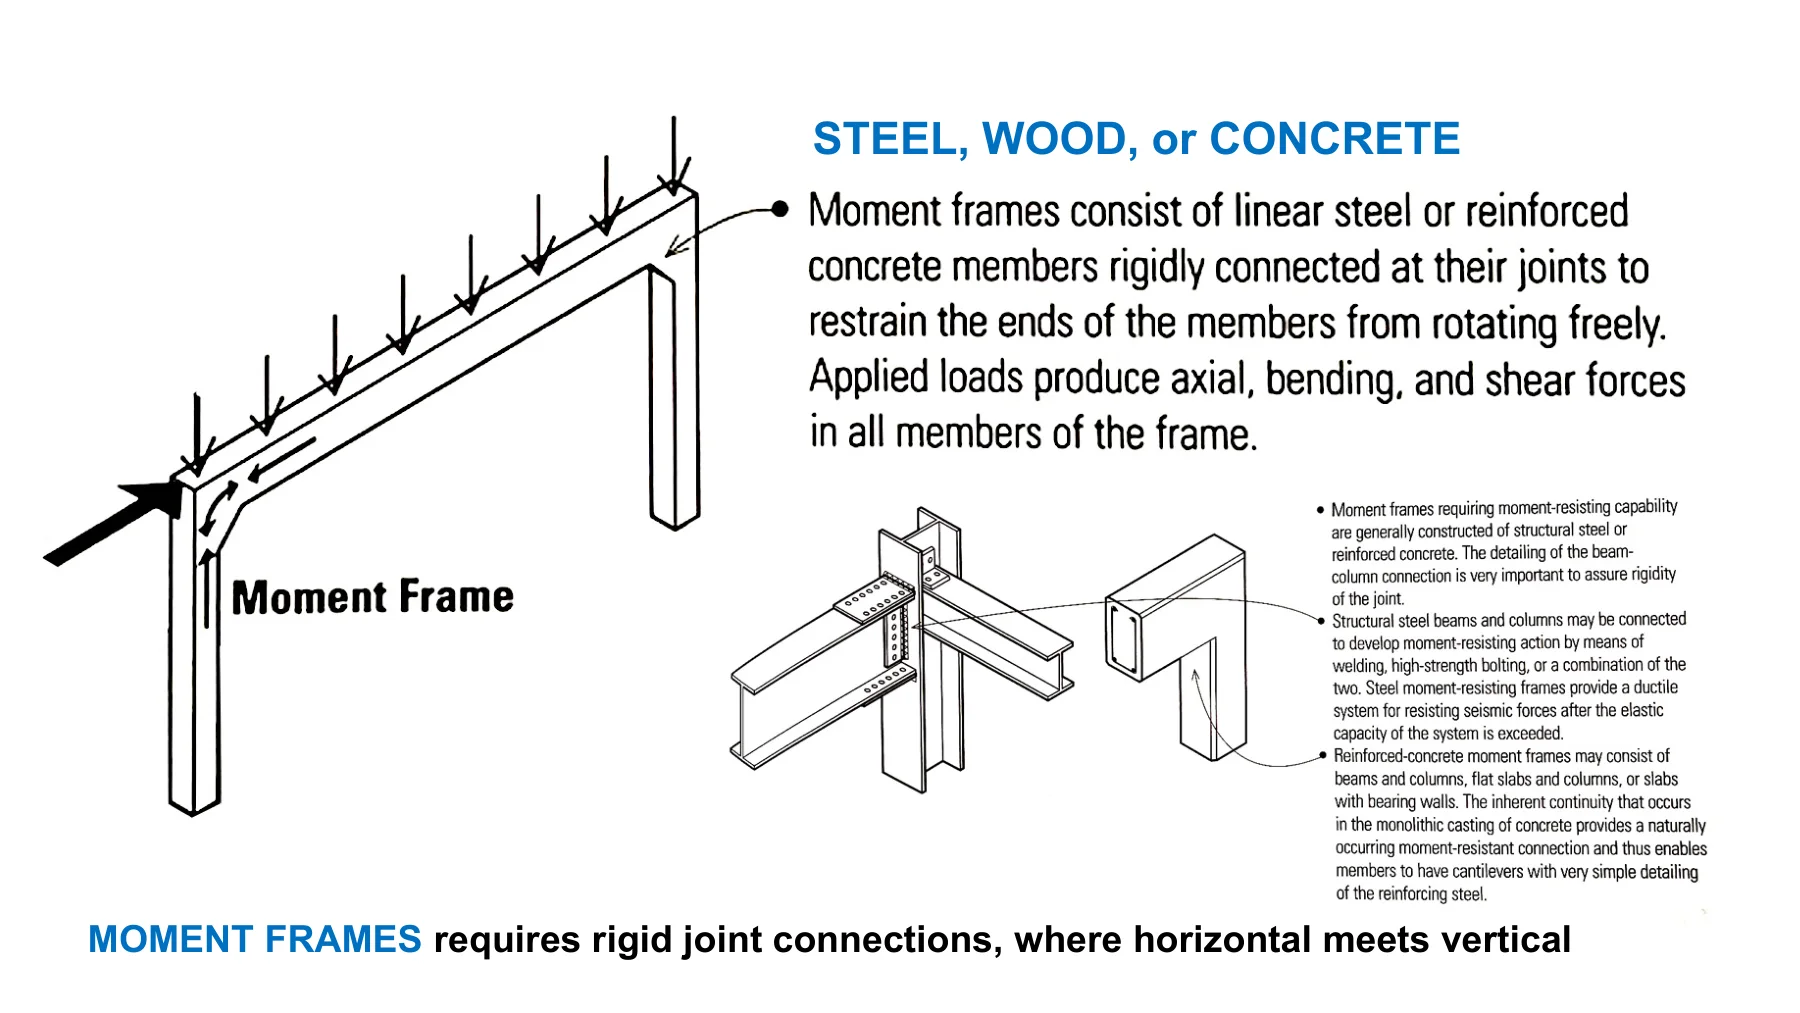 STEEL, WOOD, or CONCRETE
Moment frames consist of linear steel or reinforced
concrete members rigidly connected at their joints to
restrain the ends of the members from rotating freely.
Applied loads produce axial, bending, and shear forces
in all members of the frame.
Moment Frame
• Moment frames requiring moment-resisting capability
are generally constructed of structural steel or
reinforced concrete. The detailing of the beam-
column connection is very important to assure rigidity
of the joint.
• Structural steel beams and columns may be connected
to develop moment-resisting action by means of
welding, high-strength bolting, or a combination of the
two. Steel moment-resisting frames provide a ductile
system for resisting seismic forces after the elastic
capacity of the system is exceeded.
• Reinforced-concrete moment frames may consist of
beams and columns, flat slabs and columns, or slabs
with bearing walls. The inherent continuity that occurs
in the monolithic casting of concrete provides a naturally
occurring moment-resistant connection and thus enables
members to have cantilevers with very simple detailing
of the reinforcing steel.
MOMENT FRAMES requires rigid joint connections, where horizontal meets vertical